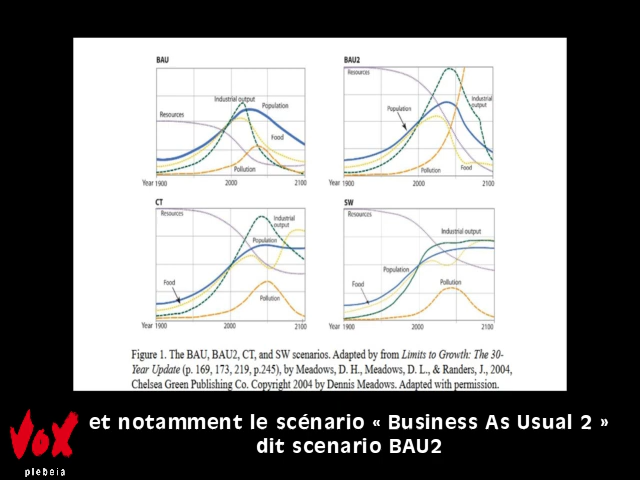 BAU
Resources
Industrial output
Population
Food
Pollution
Year 1900
2000
2100
BAU2
Resources
Population
Industrial
output
Pollution
Food
Year 1900
2000
2100
CT
Resources
Industrial
output
Population
Food
Pollution
Year 1900
2000
2100
SW
Resources
Industrial output
Population
Food
Pollution
Year 1900
2000
2100
Figure 1. The BAU, BAU2, CT, and SW scenarios. Adapted by from Limits to Growth: The 30-
Year Update (p. 169, 173, 219, p.245), by Meadows, D. H., Meadows, D. L., & Randers, J., 2004,
Chelsea Green Publishing Co. Copyright 2004 by Dennis Meadows. Adapted with permission.
et notamment le scénario « Business As Usual 2 »
dit scenario BAU2
VOX
plebeia